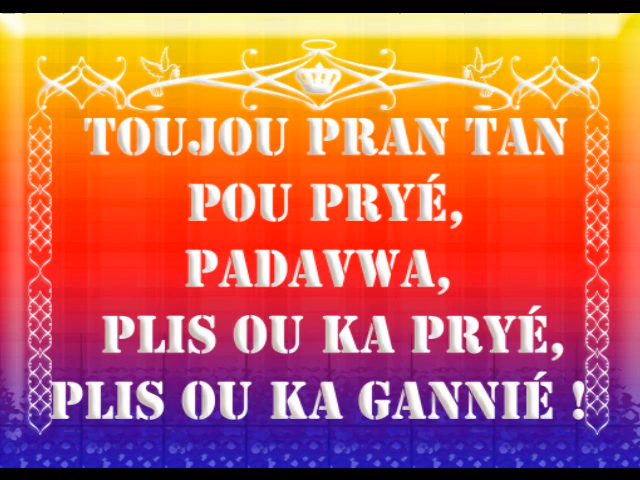 TOUJOU PRAN TAN
POU PRYÉ,
PADAVWA,
PLIS OU KA PRYÉ,
PLIS OU KA GANNIÉ !